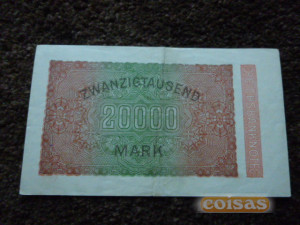 ZWANZIGTAUSEND
20000
MARK
coisas